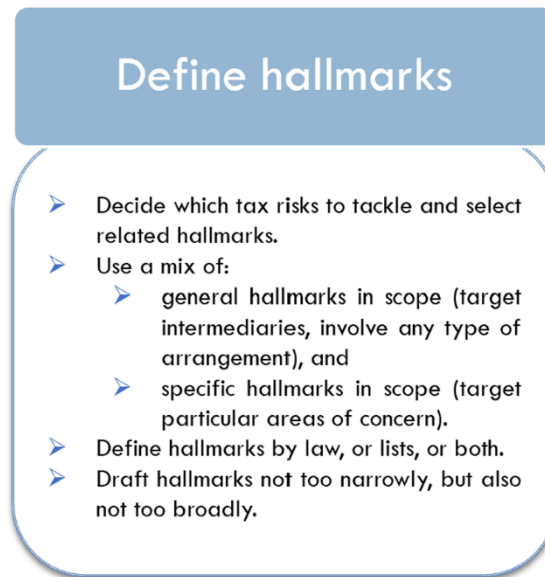 Define hallmarks
Decide which tax risks to tackle and select
related hallmarks.
Use a mix of:
general hallmarks in scope (target
intermediaries, involve any type of
arrangement), and
specific hallmarks in scope (target
particular areas of concern).
Define hallmarks by law, or lists, or both.
Draft hallmarks not too narrowly, but also
not too broadly.